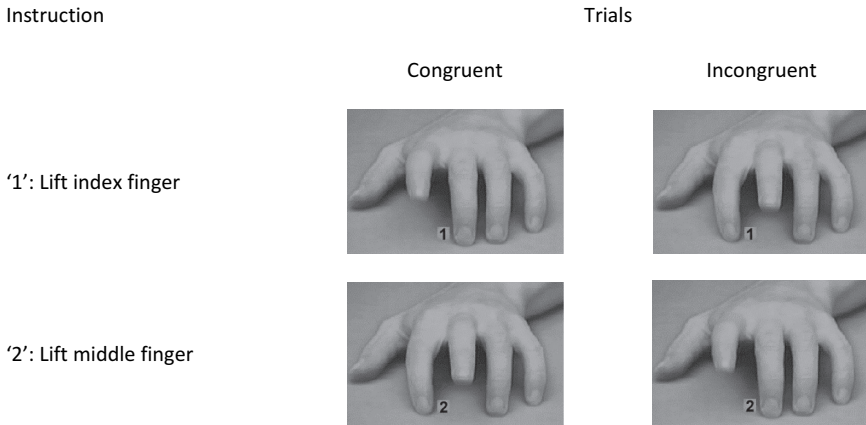 Instruction Trials
Congruent Incongruent
‘1’: Lift index finger
1 1
‘2’: Lift middle finger
2 2